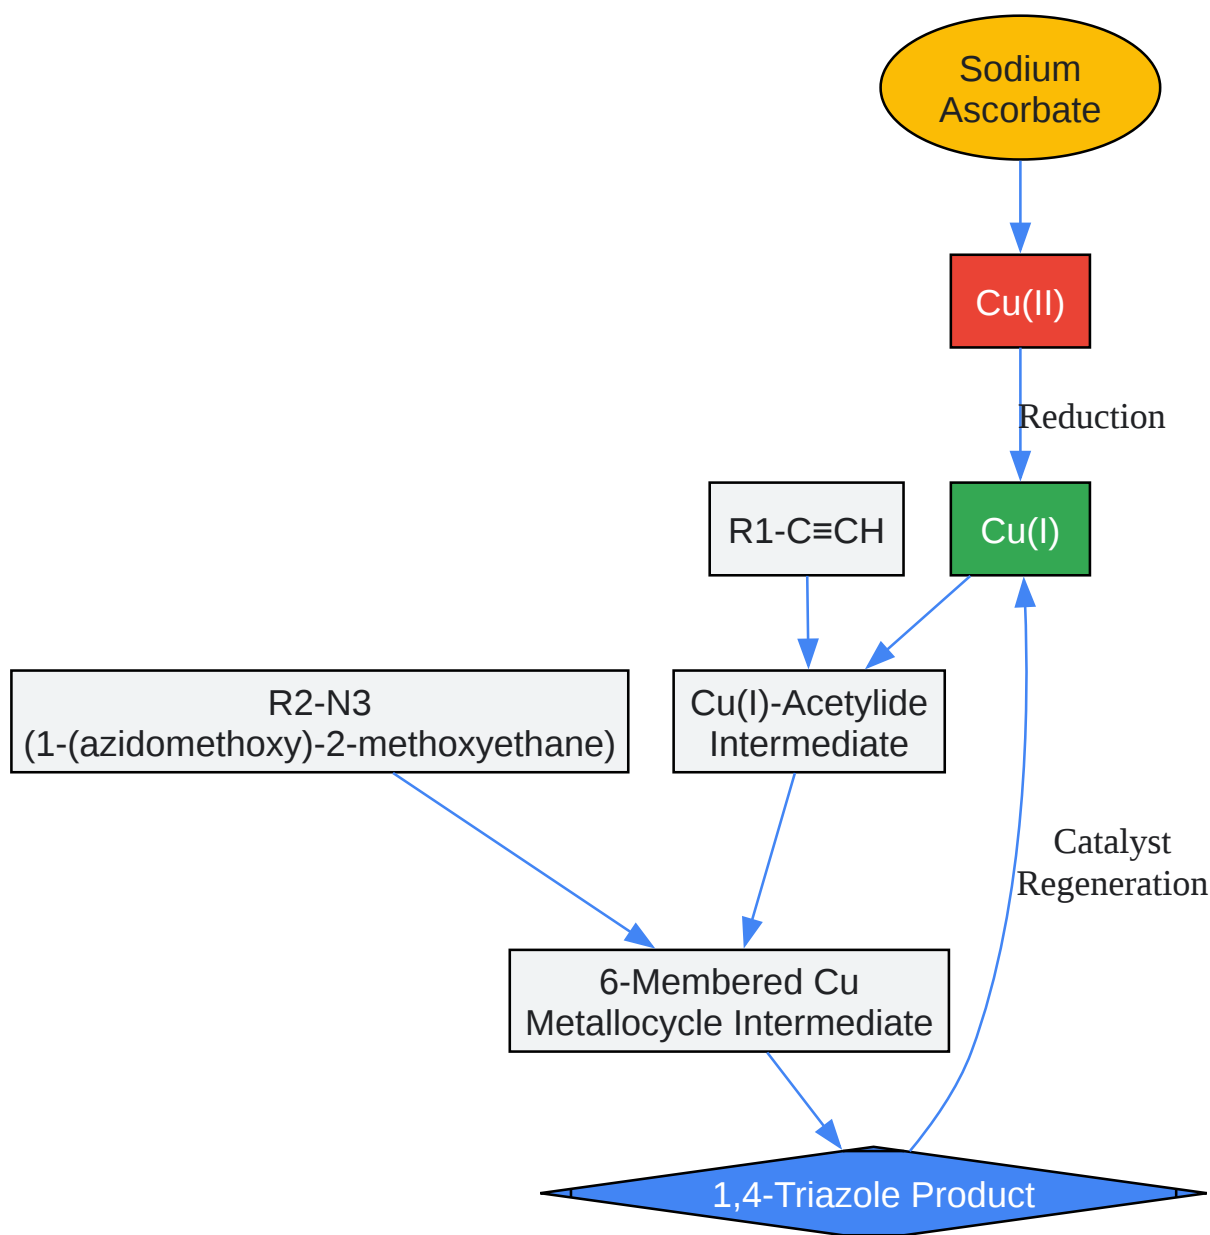 Sodium
Ascorbate
Cu(II)
Reduction
R1-C≡CH
Cu(I)
R2-N3
(1-(azidomethoxy)-2-methoxyethane)
Cu(I)-Acetylide
Intermediate
Catalyst
Regeneration
6-Membered Cu
Metallocycle Intermediate
1,4-Triazole Product